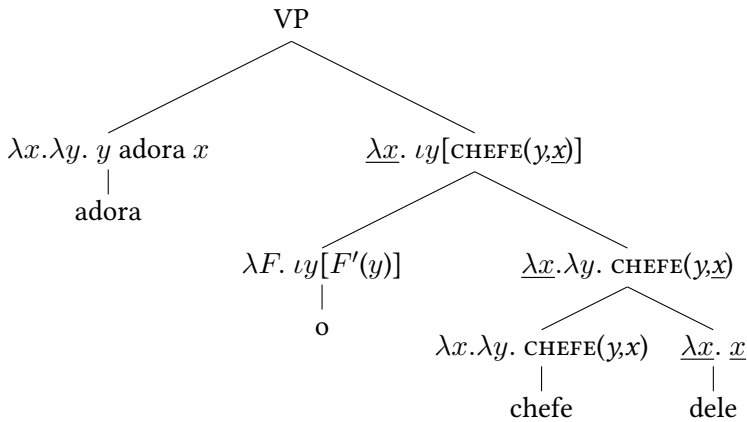 VP
λx.λy. y adora x λx. ιy[CHEFE(y,x)]
adora
λF. ιy[F′(y)] λx.λy. CHEFE(y,x)
o
λx.λy. CHEFE(y,x) λx. x
chefe dele